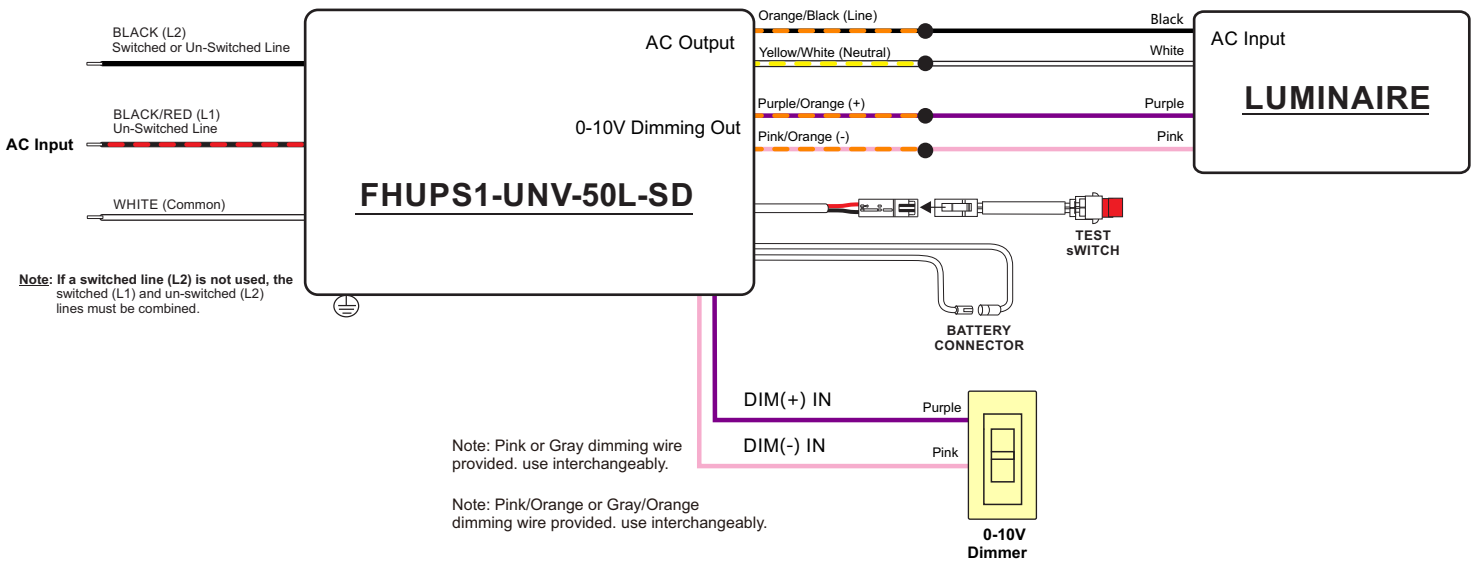 BLACK (L2)
Switched or Un-Switched Line
BLACK/RED (L1)
Un-Switched Line
AC Input
WHITE (Common)
Note: If a switched line (L2) is not used, the
switched (L1) and un-switched (L2)
lines must be combined.
AC Output
0-10V Dimming Out
FHUPS1-UNV-50L-SD
Orange/Black (Line)
Yellow/White (Neutral)
Purple/Orange (+)
Pink/Orange (-)
Black
White
Purple
Pink
AC Input
LUMINAIRE
TEST
sWITCH
BATTERY
CONNECTOR
DIM(+) IN
Purple
DIM(-) IN
Pink
Note: Pink or Gray dimming wire
provided. use interchangeably.
Note: Pink/Orange or Gray/Orange
dimming wire provided. use interchangeably.
0-10V
Dimmer